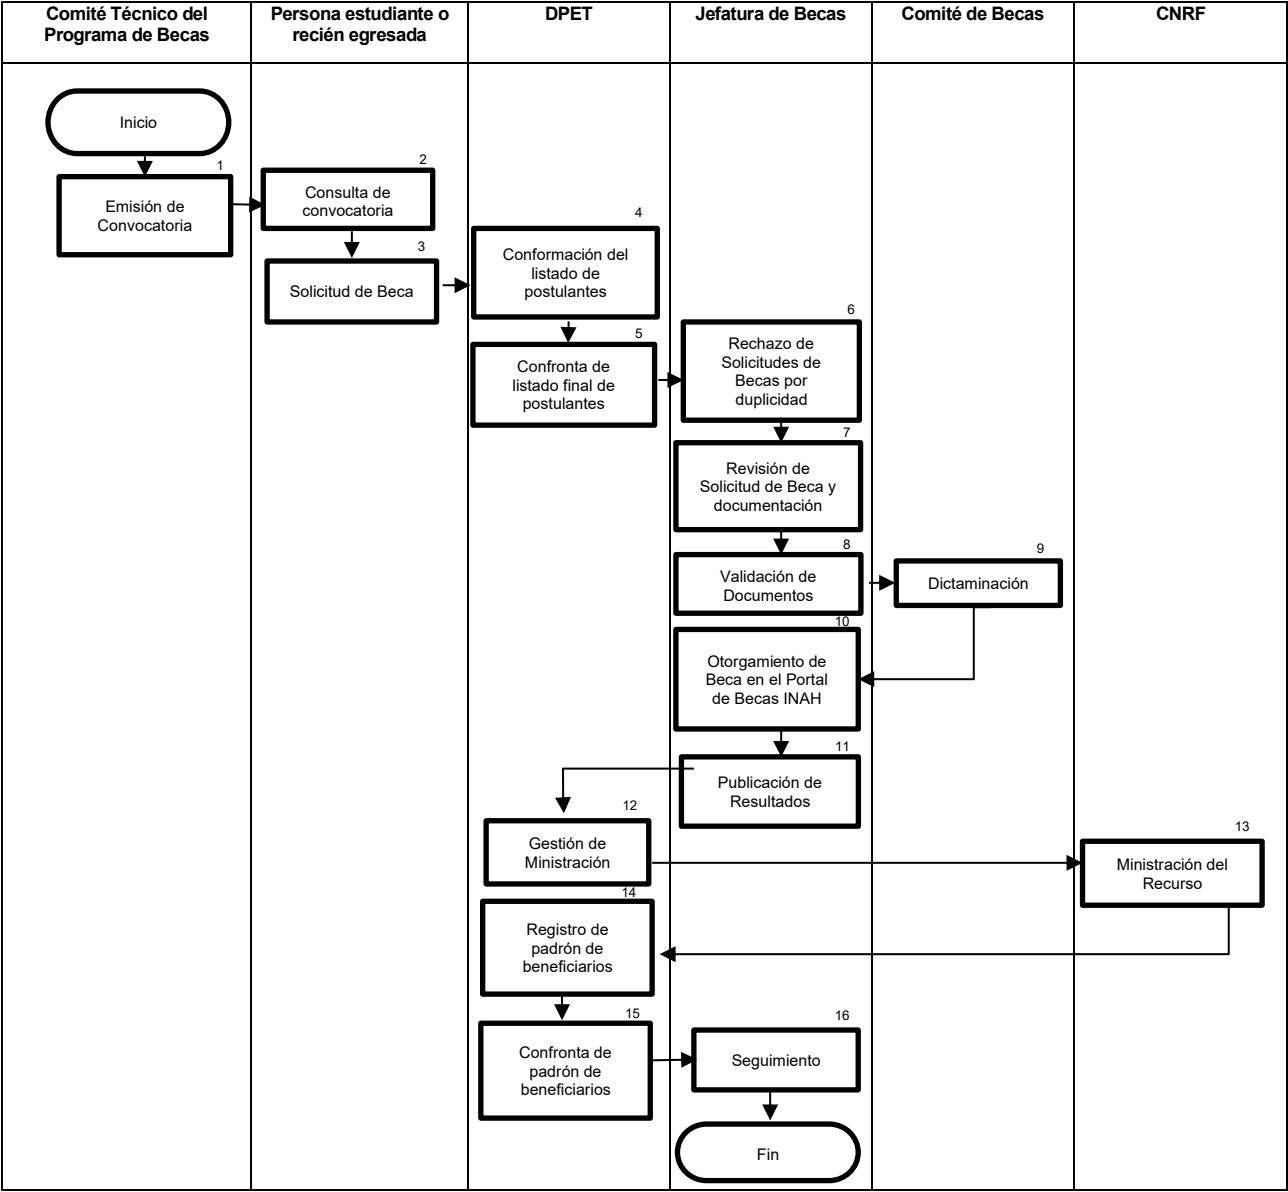 Comité Técnico del
Programa de Becas
Persona estudiante o
recién egresada
DPET
Jefatura de Becas
Comité de Becas
CNRF
Inicio
1
Emisión de
Convocatoria
2
Consulta de
convocatoria
3
Solicitud de Beca
4
Conformación del
listado de
postulantes
5
Confronta de
listado final de
postulantes
6
Rechazo de
Solicitudes de
Becas por
duplicidad
7
Revisión de
Solicitud de Beca y
documentación
8
Validación de
Documentos
9
Dictaminación
10
Otorgamiento de
Beca en el Portal
de Becas INAH
11
Publicación de
Resultados
12
Gestión de
Ministración
13
Ministración del
Recurso
14
Registro de
padrón de
beneficiarios
15
Confronta de
padrón de
beneficiarios
16
Seguimiento
Fin